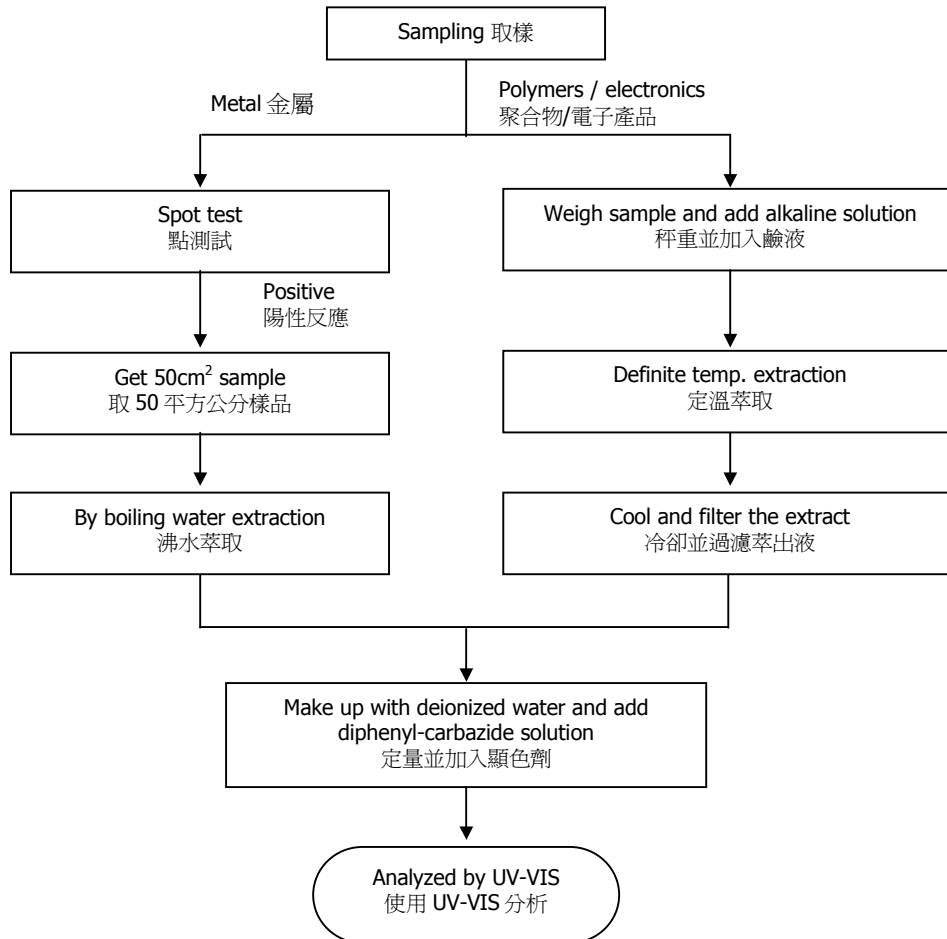 Sampling 取樣
Metal 金屬
Polymers / electronics
聚合物/電子產品
Spot test
點測試
Weigh sample and add alkaline solution
秤重並加入鹼液
Positive
陽性反應
Get 50cm² sample
取 50 平方公分樣品
Definite temp. extraction
定溫萃取
By boiling water extraction
沸水萃取
Cool and filter the extract
冷卻並過濾萃出液
Make up with deionized water and add
diphenyl-carbazide solution
定量並加入顯色劑
Analyzed by UV-VIS
使用 UV-VIS 分析